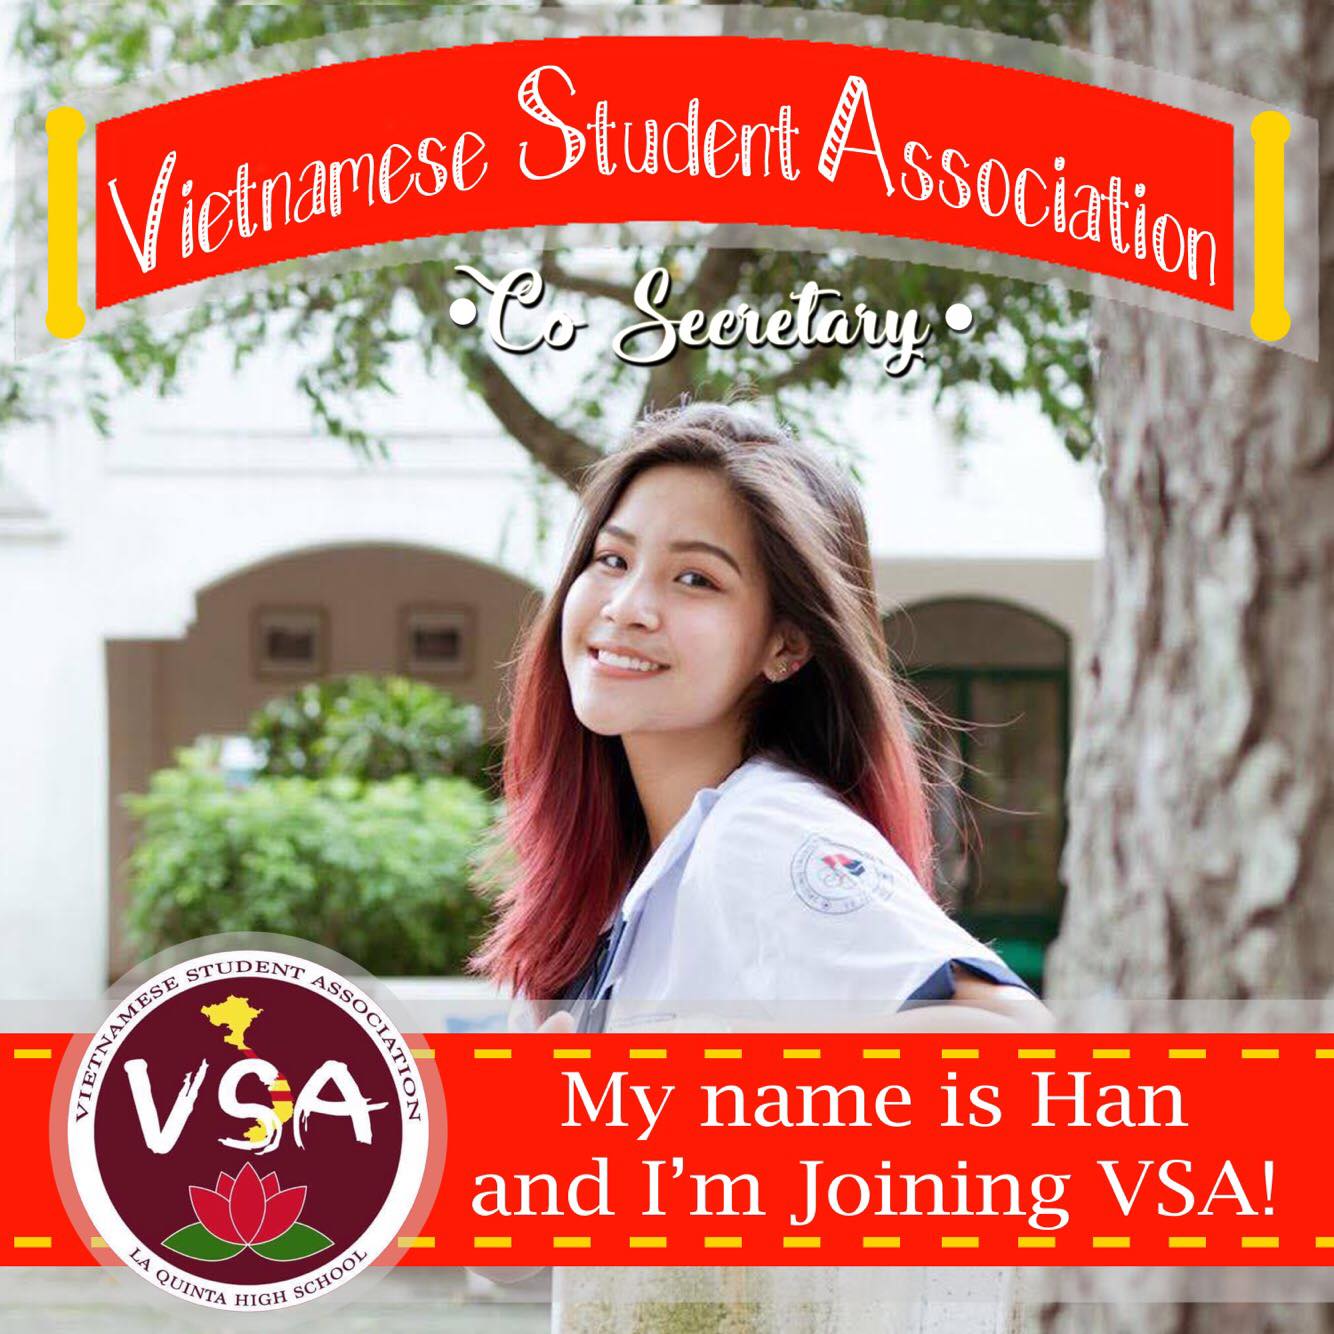 Vietnamese Student Association
•Co Secretary•
VIETNAMESE STUDENT ASSOCIATION
VSA
LA QUINTA HIGH SCHOOL
My name is Han
and I'm Joining VSA!